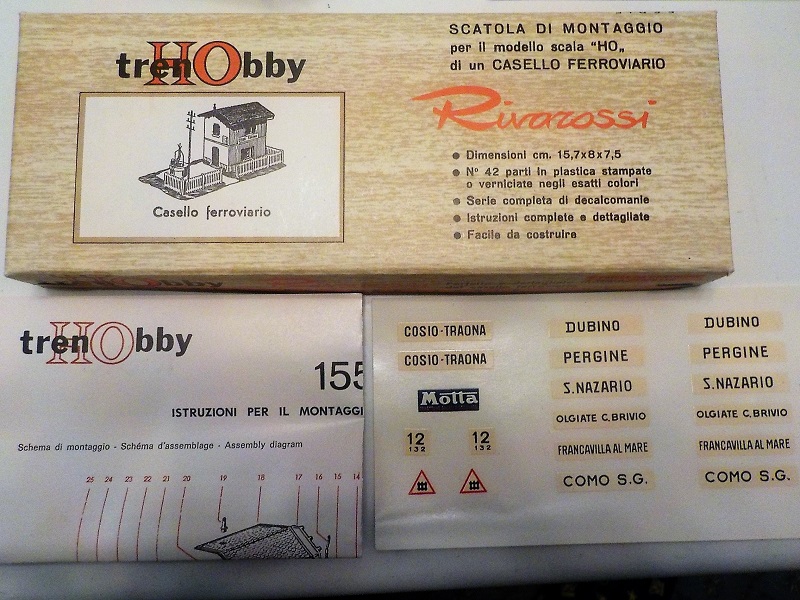 trenHObby
Casello ferroviario
SCATOLA DI MONTAGGIO
per il modello scala "HO„
di un CASELLO FERROVIARIO
Rivarossi
● Dimensioni cm. 15,7x8x7,5
● N° 42 parti in plastica stampate
o verniciate negli esatti colori
● Serie completa di decalcomanie
● Istruzioni complete e dettagliate
● Facile da costruire
trenHObby
trenHObby
155
ISTRUZIONI PER IL MONTAGGI
Schema di montaggio - Schéma d'assemblage - Assembly diagram
25 24 23 22 21 20 19 18 17 16 15 14
COSIO-TRAONA
COSIO-TRAONA
Motta
12 12
132 132
DUBINO DUBINO
PERGINE PERGINE
S.NAZARIO S.NAZARIO
OLGIATE C.BRIVIO OLGIATE C.BRIVIO
FRANCAVILLA AL MARE FRANCAVILLA AL MARE
COMO S.G. COMO S.G.